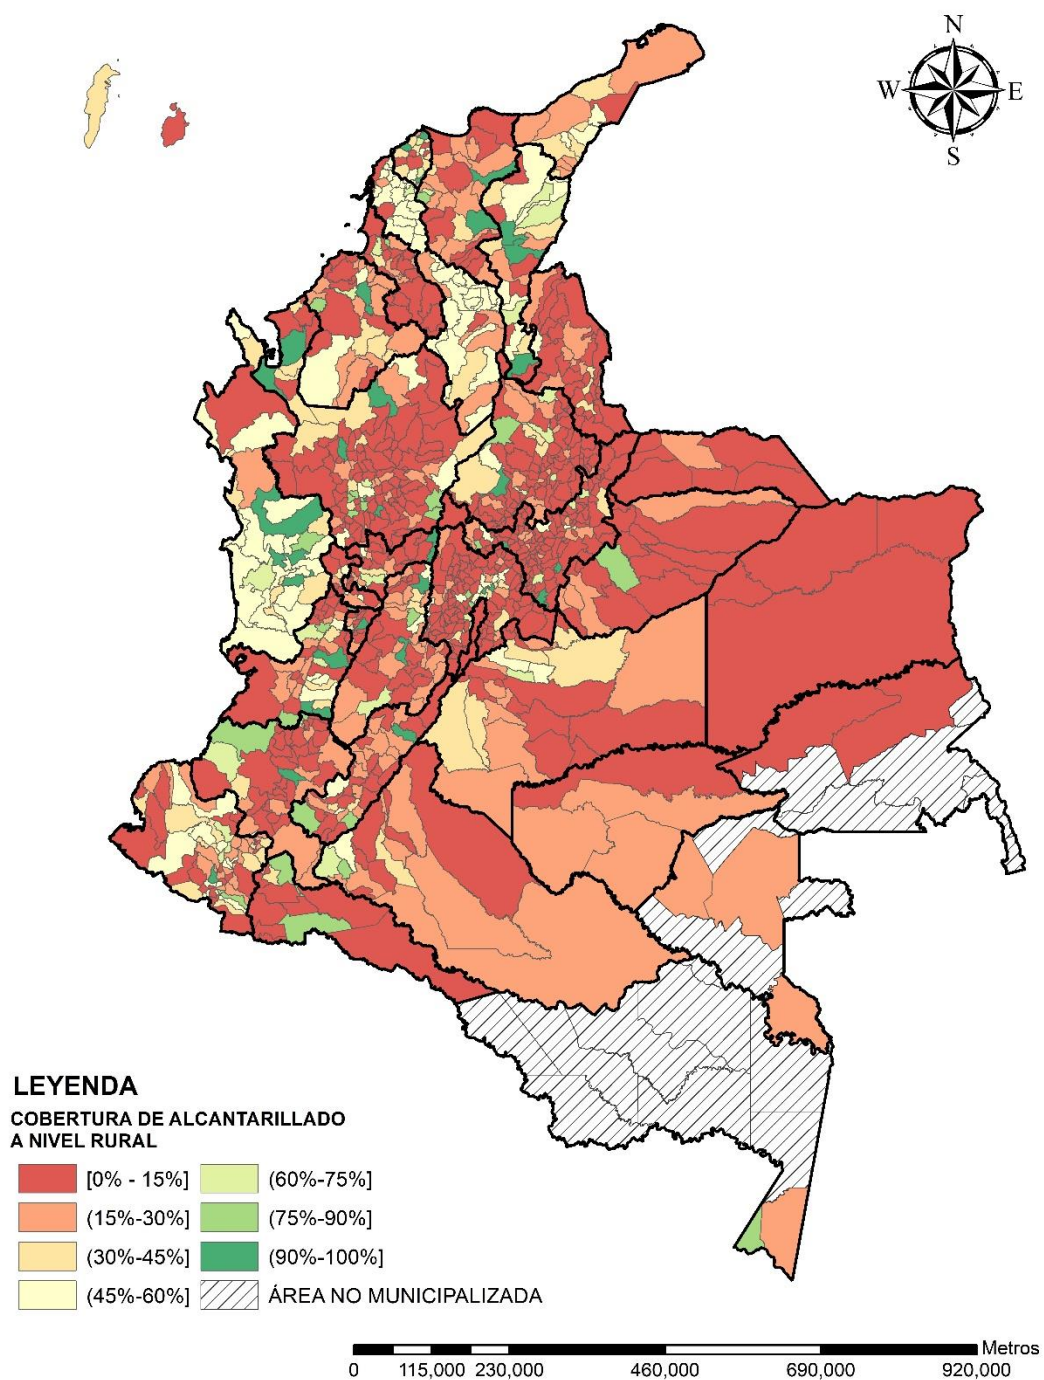 N
W E
S
LEYENDA
COBERTURA DE ALCANTARILLADO
A NIVEL RURAL
[0% - 15%] (60%-75%]
(15%-30%] (75%-90%]
(30%-45%] (90%-100%]
(45%-60%] ÁREA NO MUNICIPALIZADA
Metros
0 115,000 230,000 460,000 690,000 920,000